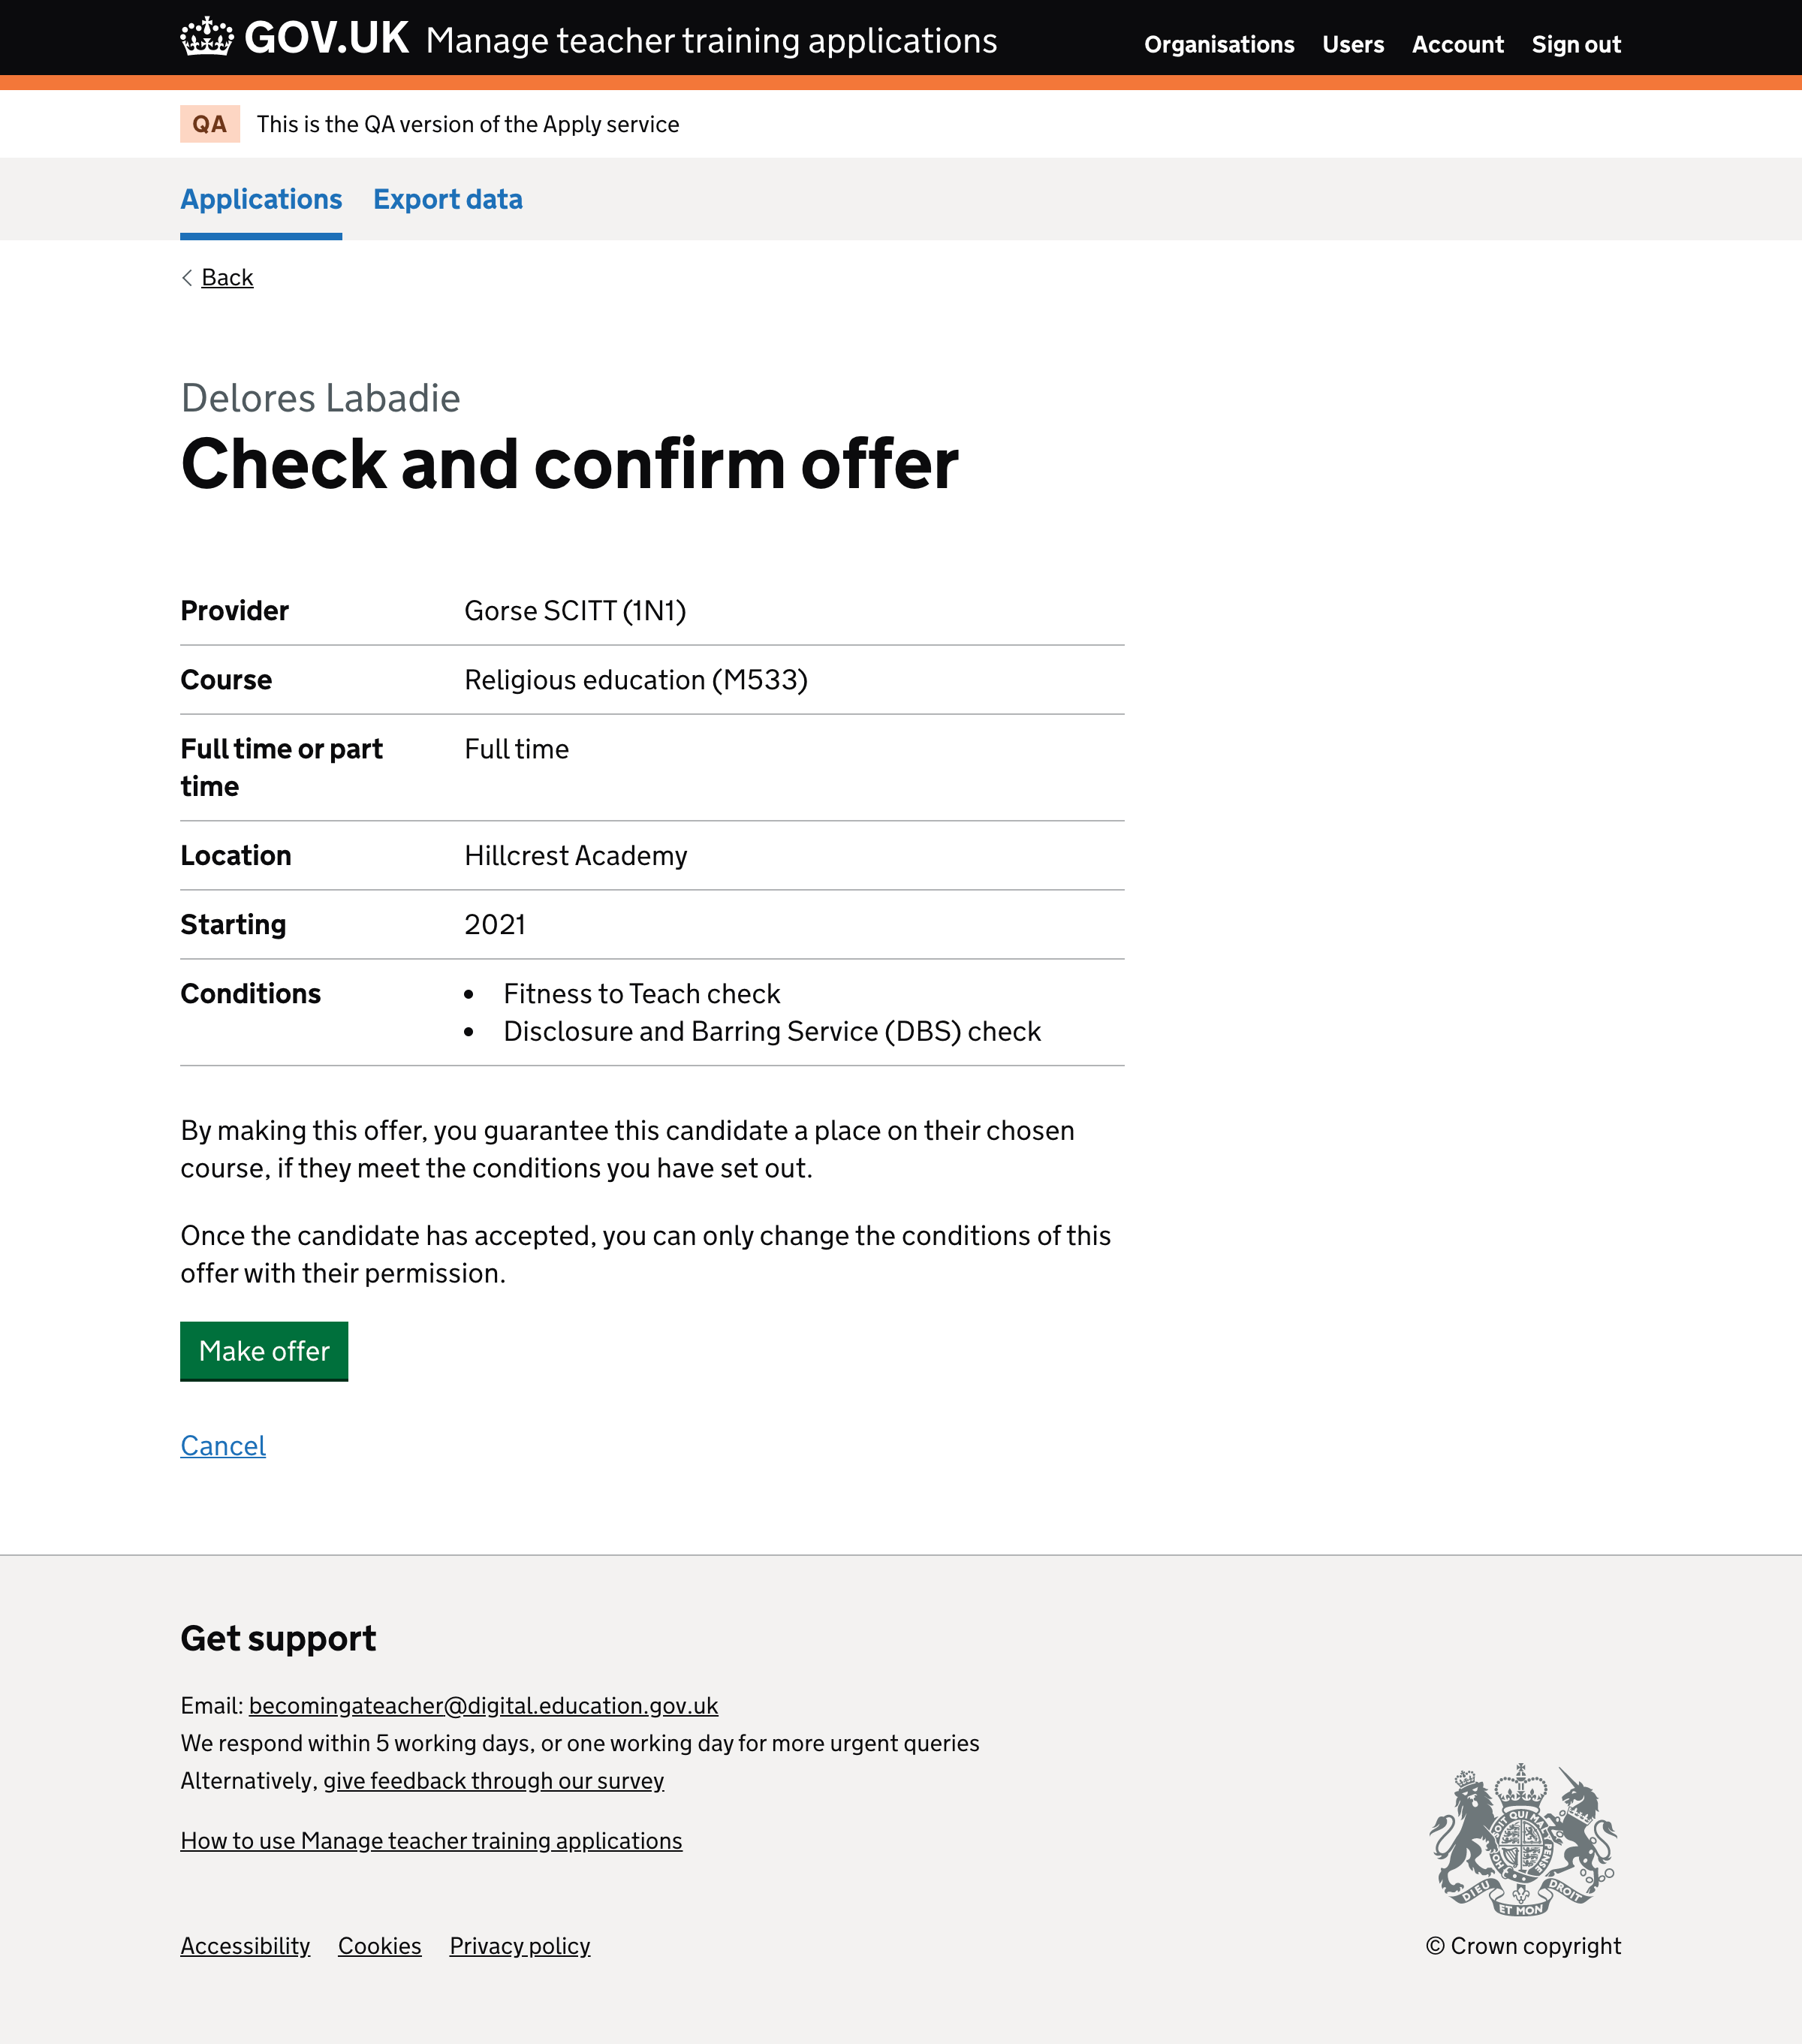 GOV.UK Manage teacher training applications
Organisations Users Account Sign out
QA This is the QA version of the Apply service
Applications Export data
Back
Delores Labadie
Check and confirm offer
Provider Gorse SCITT (1N1)
Course Religious education (M533)
Full time or part Full time
time
Location Hillcrest Academy
Starting 2021
Conditions • Fitness to Teach check
• Disclosure and Barring Service (DBS) check
By making this offer, you guarantee this candidate a place on their chosen
course, if they meet the conditions you have set out.
Once the candidate has accepted, you can only change the conditions of this
offer with their permission.
Make offer
Cancel
Get support
Email: becomingateacher@digital.education.gov.uk
We respond within 5 working days, or one working day for more urgent queries
Alternatively, give feedback through our survey
How to use Manage teacher training applications
DIEU ET MON DROIT
Accessibility Cookies Privacy policy
© Crown copyright